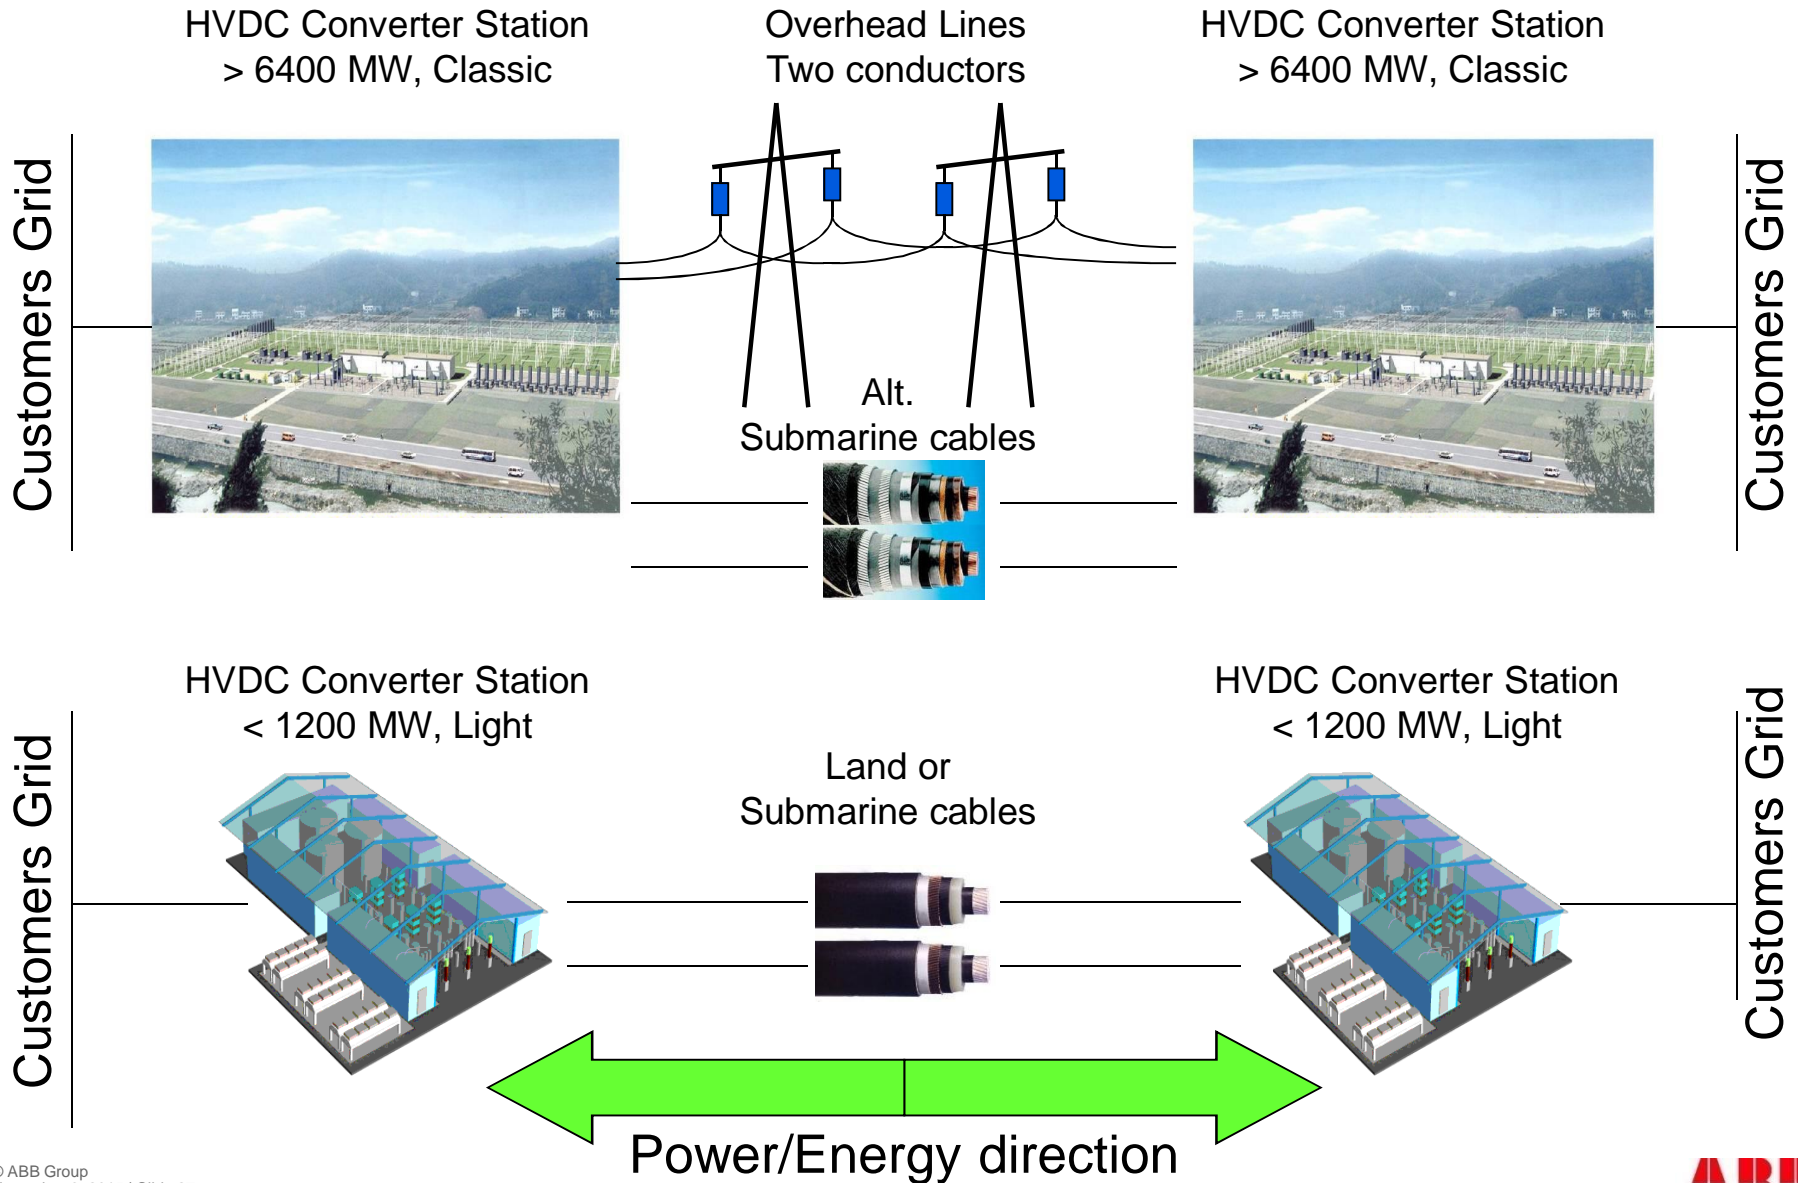 HVDC Converter Station
> 6400 MW, Classic
Overhead Lines
Two conductors
HVDC Converter Station
> 6400 MW, Classic
Customers Grid
Customers Grid
Alt.
Submarine cables
HVDC Converter Station
< 1200 MW, Light
HVDC Converter Station
< 1200 MW, Light
Customers Grid
Customers Grid
Land or
Submarine cables
Power/Energy direction
© ABB Group